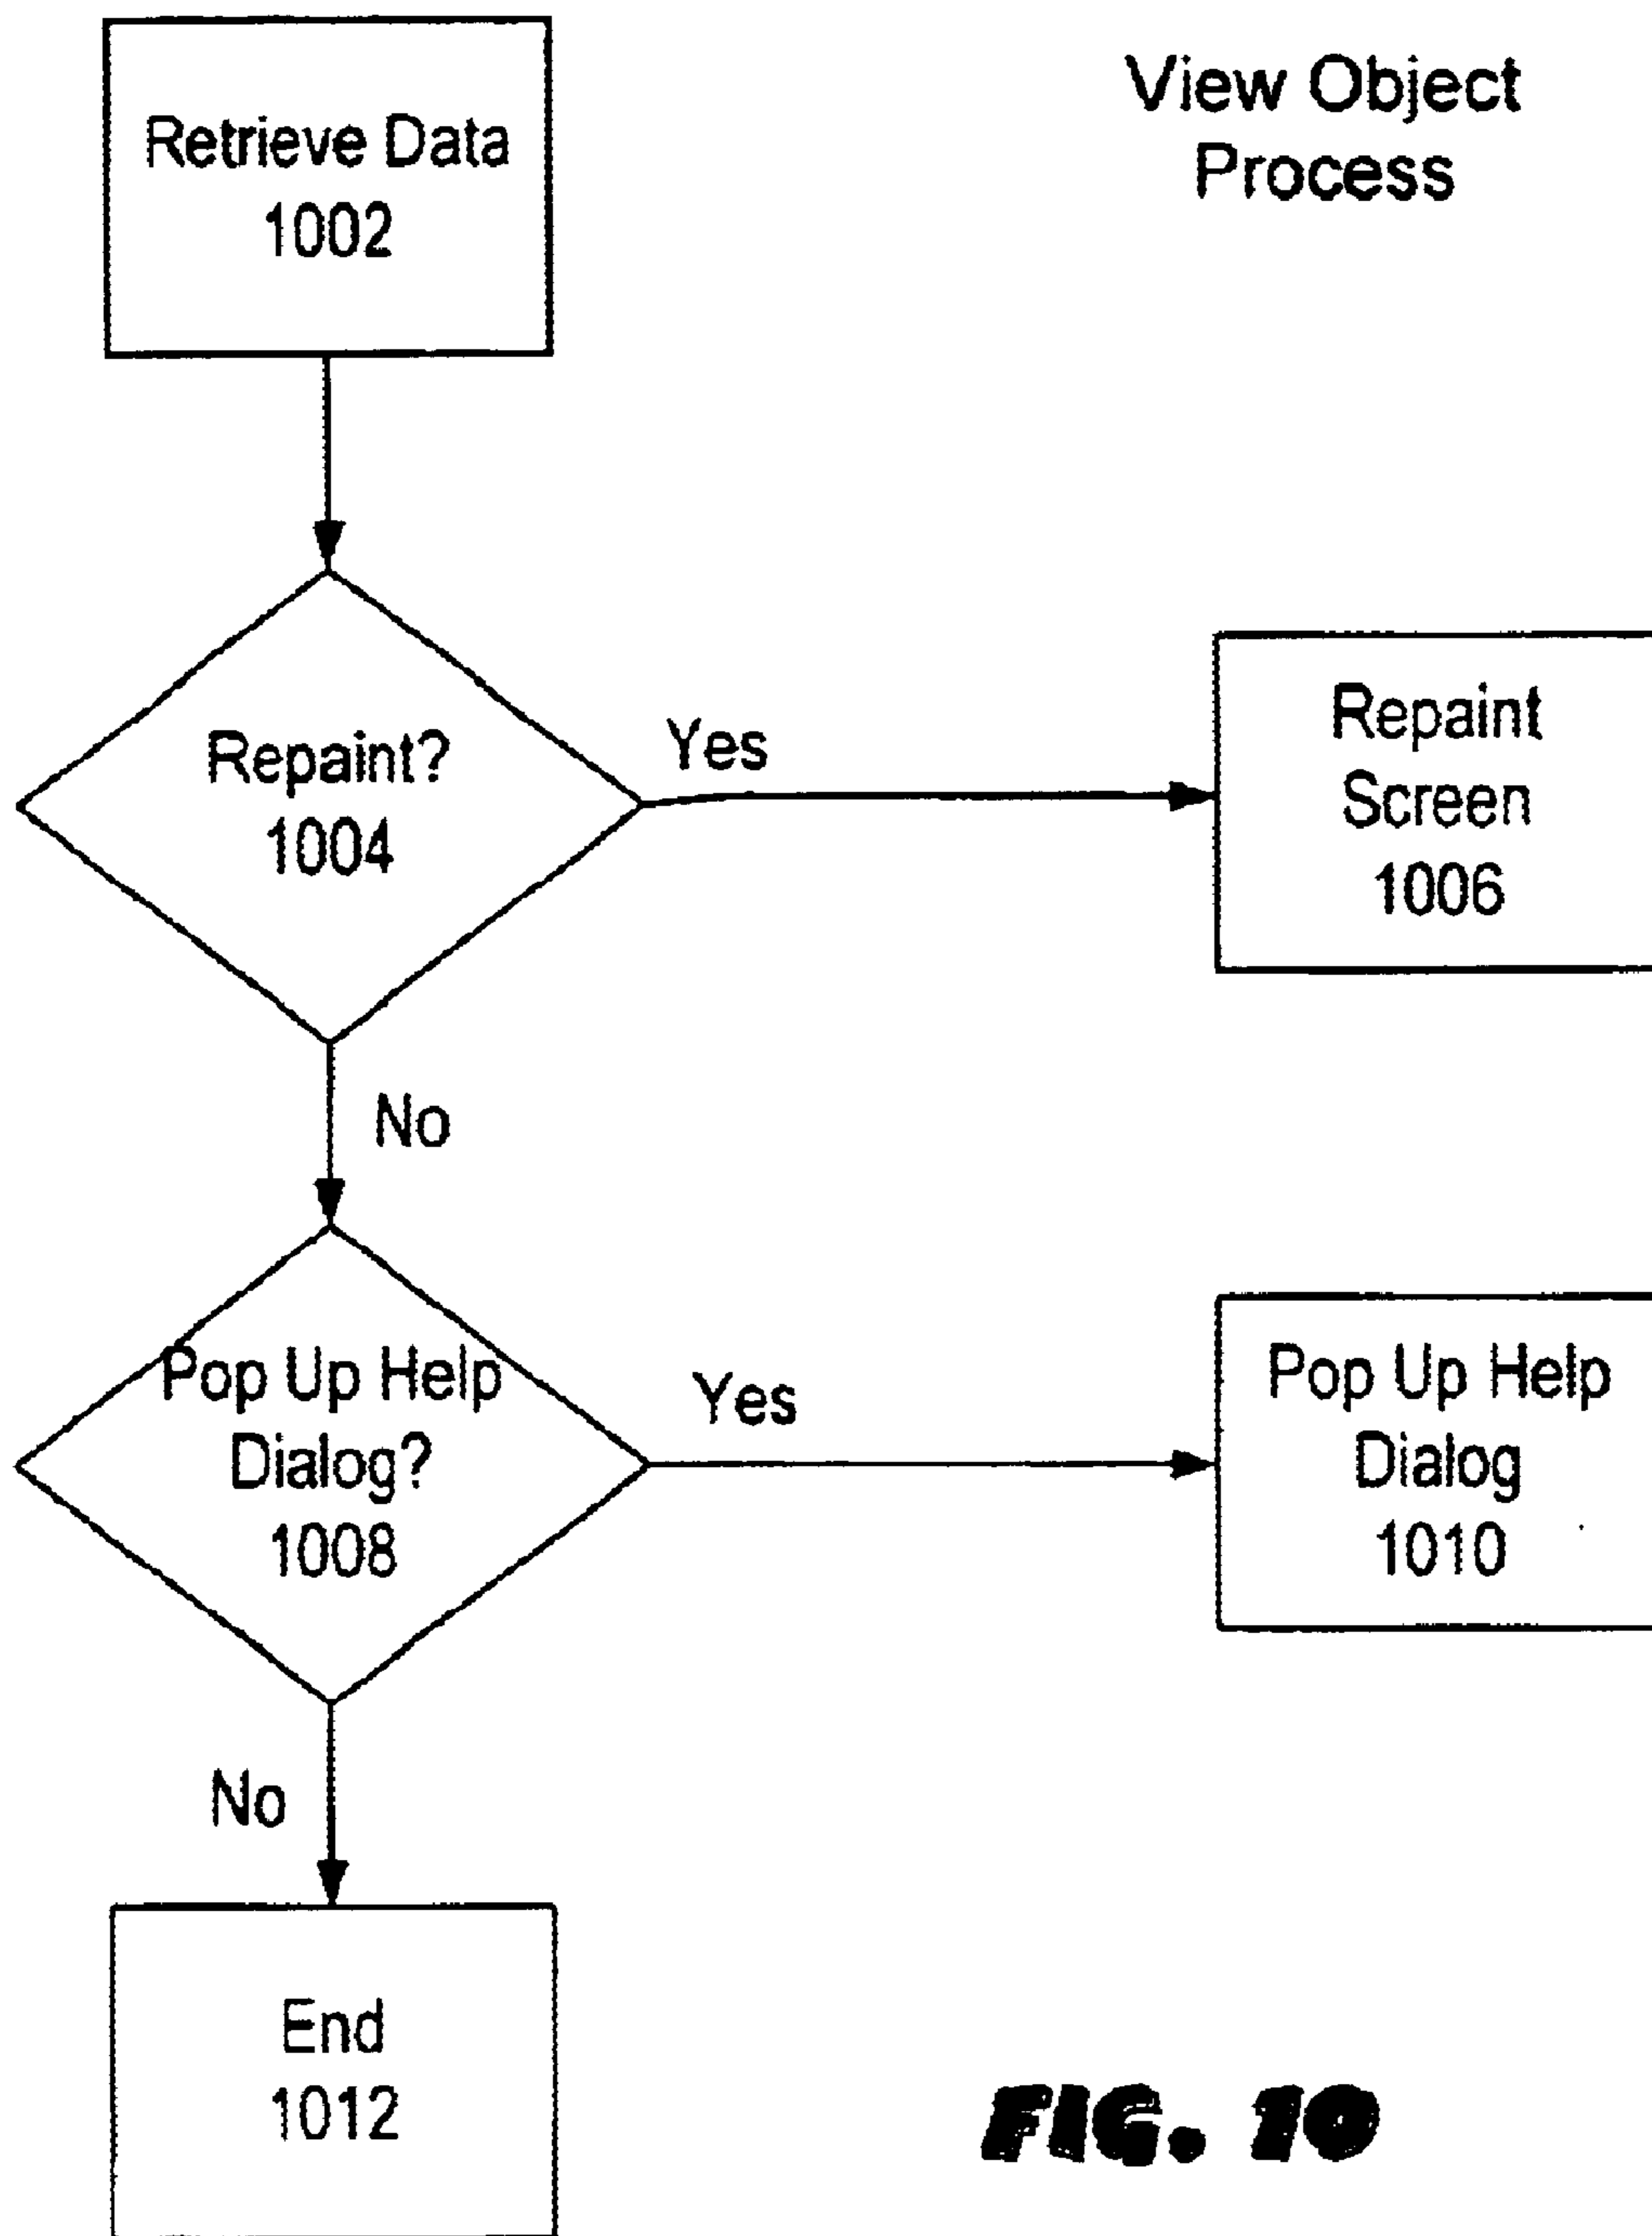 View Object
Process
Retrieve Data
1002
Repaint?
1004
Yes
Repaint
Screen
1006
No
Pop Up Help
Dialog?
1008
Yes
Pop Up Help
Dialog
1010
No
End
1012
FIG. 10